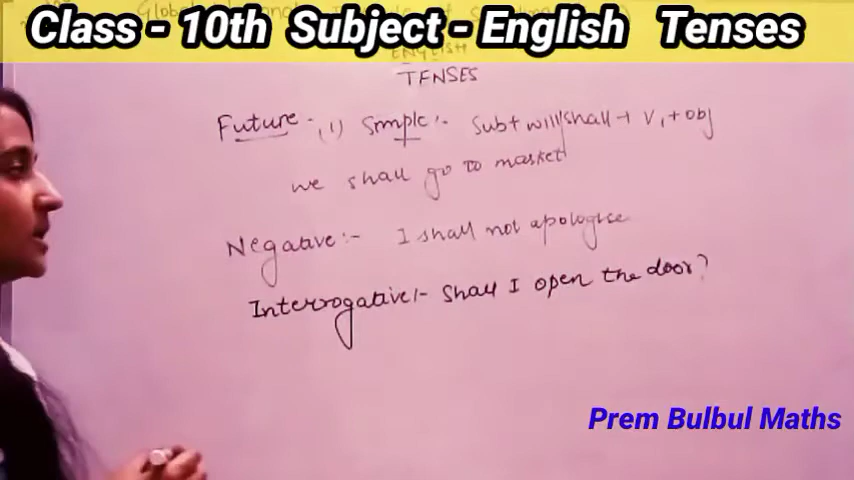 Class - 10th Subject - English Tenses
ENGLISH
TENSES
Future - (1) Simple :- Sub + will/shall + V1 + obj
we shall go to market
Negative :- I shall not apologise
Interrogative :- Shall I open the door?
Prem Bulbul Maths